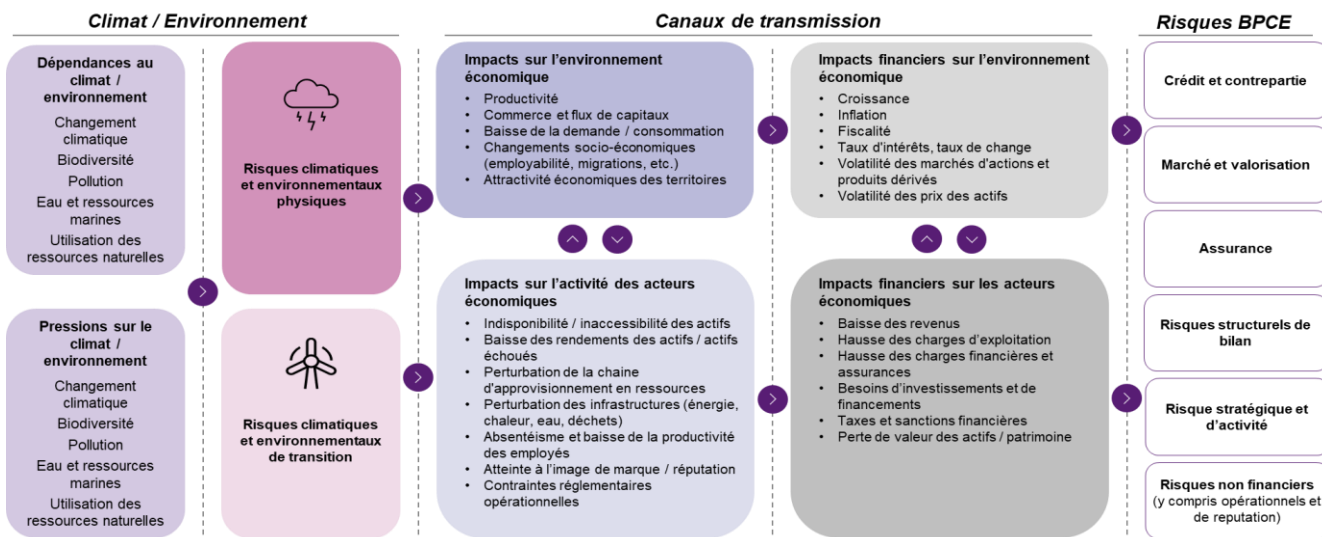 Climat / Environnement
Canaux de transmission
Risques BPCE
Dépendances au
climat /
environnement
Changement
climatique
Biodiversité
Pollution
Eau et ressources
marines
Utilisation des
ressources naturelles
Pressions sur le
climat /
environnement
Changement
climatique
Biodiversité
Pollution
Eau et ressources
marines
Utilisation des
ressources naturelles
Risques climatiques
et environnementaux
physiques
Risques climatiques
et environnementaux
de transition
Impacts sur l'environnement
économique
• Productivité
• Commerce et flux de capitaux
• Baisse de la demande / consommation
• Changements socio-économiques
(employabilité, migrations, etc.)
• Attractivité économiques des territoires
Impacts sur l'activité des acteurs
économiques
• Indisponibilité / inaccessibilité des actifs
• Baisse des rendements des actifs / actifs
échoués
• Perturbation de la chaine
d'approvisionnement en ressources
• Perturbation des infrastructures (énergie,
chaleur, eau, déchets)
• Absentéisme et baisse de la productivité
des employés
• Atteinte à l'image de marque / réputation
• Contraintes réglementaires
opérationnelles
Impacts financiers sur l'environnement
économique
• Croissance
• Inflation
• Fiscalité
• Taux d'intérêts, taux de change
• Volatilité des marchés d'actions et
produits dérivés
• Volatilité des prix des actifs
Impacts financiers sur les acteurs
économiques
• Baisse des revenus
• Hausse des charges d'exploitation
• Hausse des charges financières et
assurances
• Besoins d'investissements et de
financements
• Taxes et sanctions financières
• Perte de valeur des actifs / patrimoine
Crédit et contrepartie
Marché et valorisation
Assurance
Risques structurels de
bilan
Risque stratégique et
d'activité
Risques non financiers
(y compris opérationnels et
de reputation)